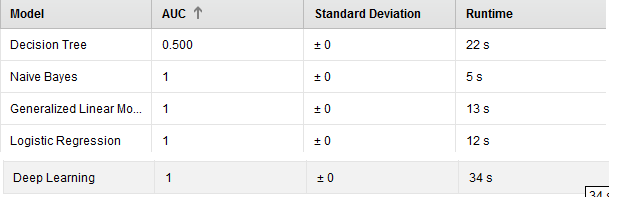 Model AUC ↑ Standard Deviation Runtime
Decision Tree 0.500 ± 0 22 s
Naive Bayes 1 ± 0 5 s
Generalized Linear Mo... 1 ± 0 13 s
Logistic Regression 1 ± 0 12 s
Deep Learning 1 ± 0 34 s
34